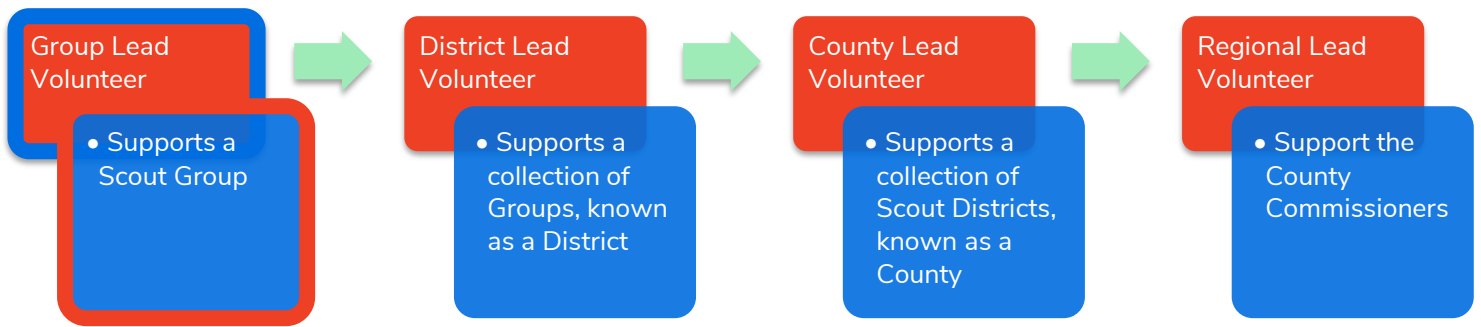 Group Lead
Volunteer
• Supports a
Scout Group
District Lead
Volunteer
• Supports a
collection of
Groups, known
as a District
County Lead
Volunteer
• Supports a
collection of
Scout Districts,
known as a
County
Regional Lead
Volunteer
• Support the
County
Commissioners